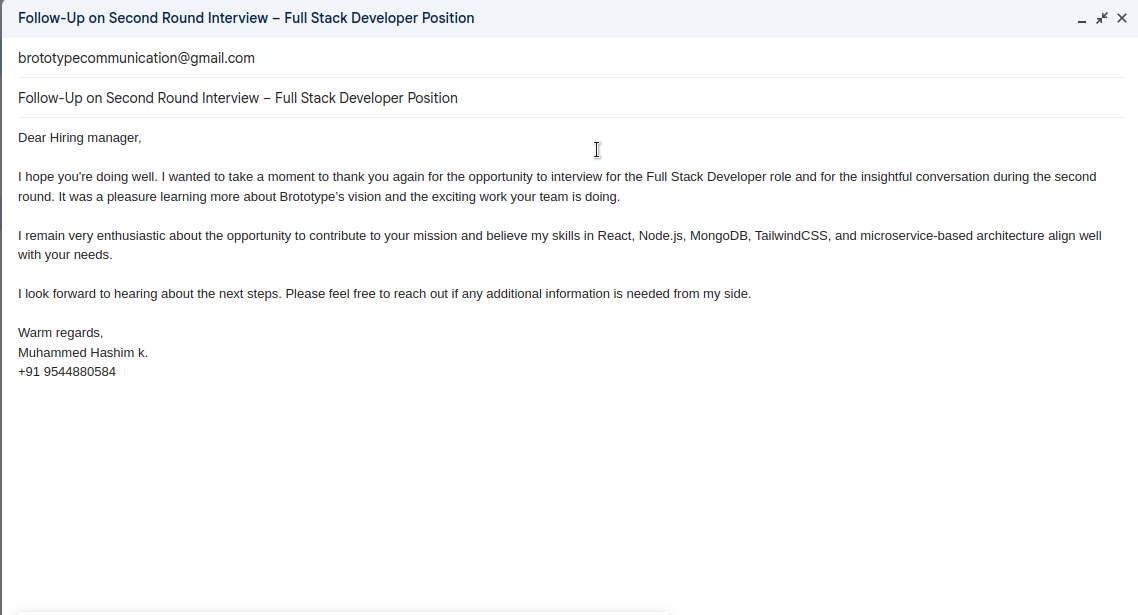 Follow-Up on Second Round Interview – Full Stack Developer Position
brototypecommunication@gmail.com
Follow-Up on Second Round Interview – Full Stack Developer Position
Dear Hiring manager,
I hope you're doing well. I wanted to take a moment to thank you again for the opportunity to interview for the Full Stack Developer role and for the insightful conversation during the second
round. It was a pleasure learning more about Brototype's vision and the exciting work your team is doing.
I remain very enthusiastic about the opportunity to contribute to your mission and believe my skills in React, Node.js, MongoDB, TailwindCSS, and microservice-based architecture align well
with your needs.
I look forward to hearing about the next steps. Please feel free to reach out if any additional information is needed from my side.
Warm regards,
Muhammed Hashim k.
+91 9544880584